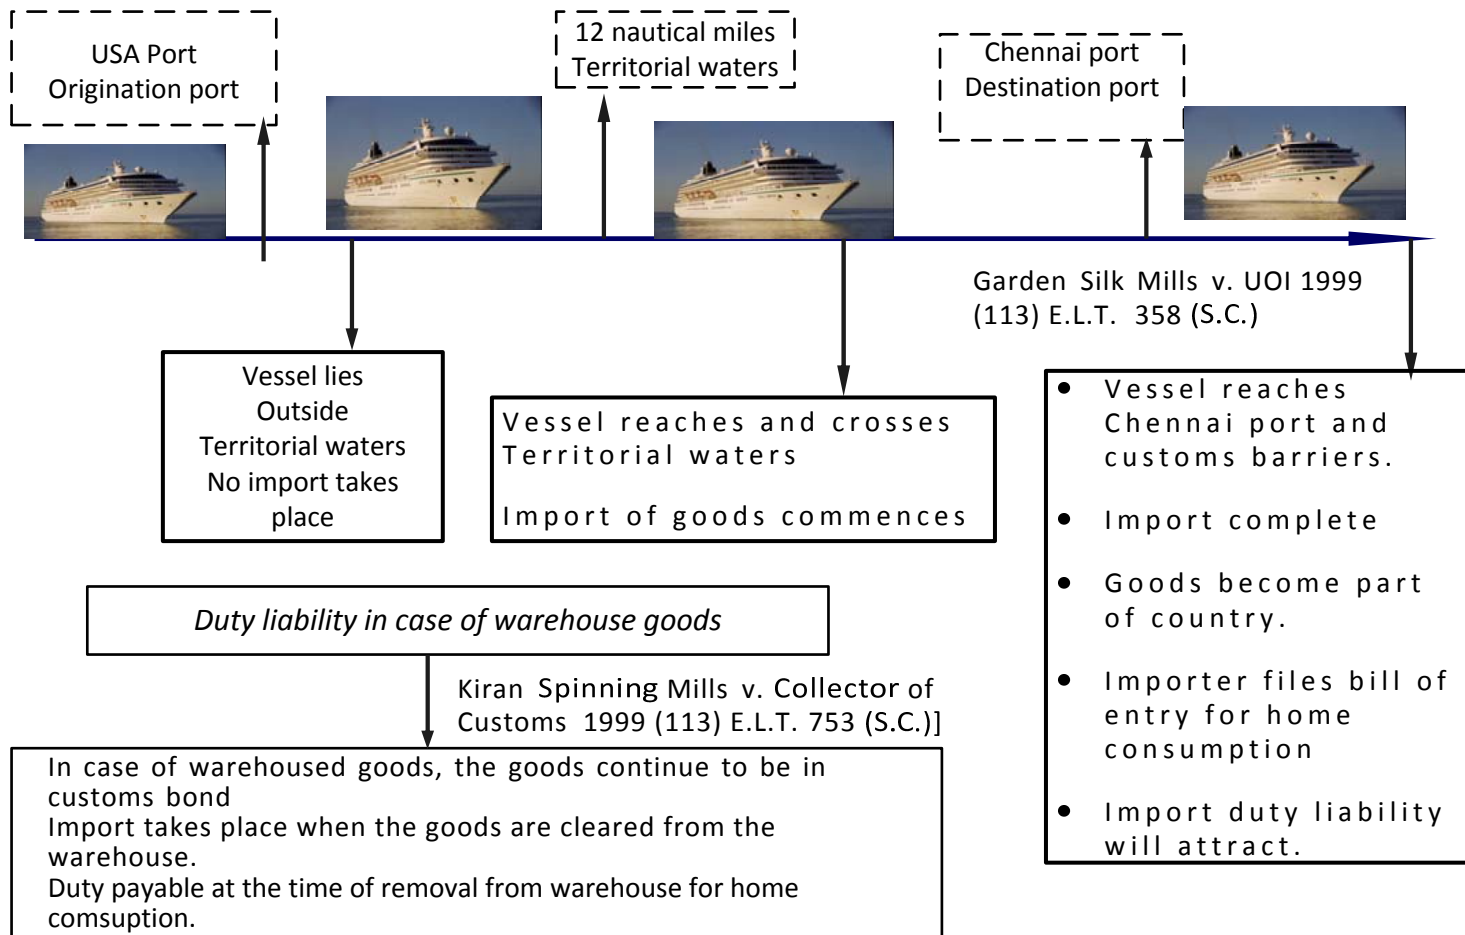 USA Port
Origination port
12 nautical miles
Territorial waters
Chennai port
Destination port
Garden Silk Mills v. UOI 1999
(113) E.L.T. 358 (S.C.)
Vessel lies
Outside
Territorial waters
No import takes
place
Vessel reaches and crosses
Territorial waters
Import of goods commences
• Vessel reaches
Chennai port and
customs barriers.
• Import complete
• Goods become part
of country.
• Importer files bill of
entry for home
consumption
• Import duty liability
will attract.
Duty liability in case of warehouse goods
Kiran Spinning Mills v. Collector of
Customs 1999 (113) E.L.T. 753 (S.C.)]
In case of warehoused goods, the goods continue to be in
customs bond
Import takes place when the goods are cleared from the
warehouse.
Duty payable at the time of removal from warehouse for home
comsuption.